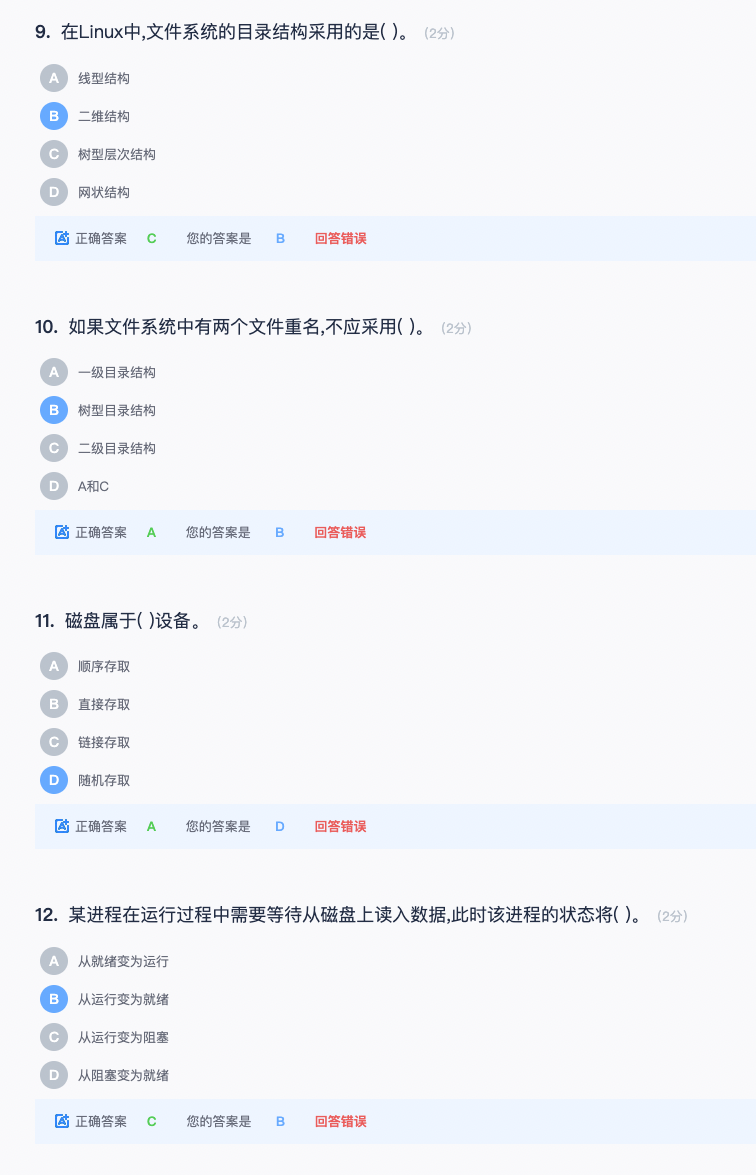 9. 在Linux中,文件系统的目录结构采用的是( )。 (2分)
A 线型结构
B 二维结构
C 树型层次结构
D 网状结构
正确答案 C 您的答案是 B 回答错误
10. 如果文件系统中有两个文件重名,不应采用( )。 (2分)
A 一级目录结构
B 树型目录结构
C 二级目录结构
D A和C
正确答案 A 您的答案是 B 回答错误
11. 磁盘属于( )设备。 (2分)
A 顺序存取
B 直接存取
C 链接存取
D 随机存取
正确答案 A 您的答案是 D 回答错误
12. 某进程在运行过程中需要等待从磁盘上读入数据,此时该进程的状态将( )。 (2分)
A 从就绪变为运行
B 从运行变为就绪
C 从运行变为阻塞
D 从阻塞变为就绪
正确答案 C 您的答案是 B 回答错误